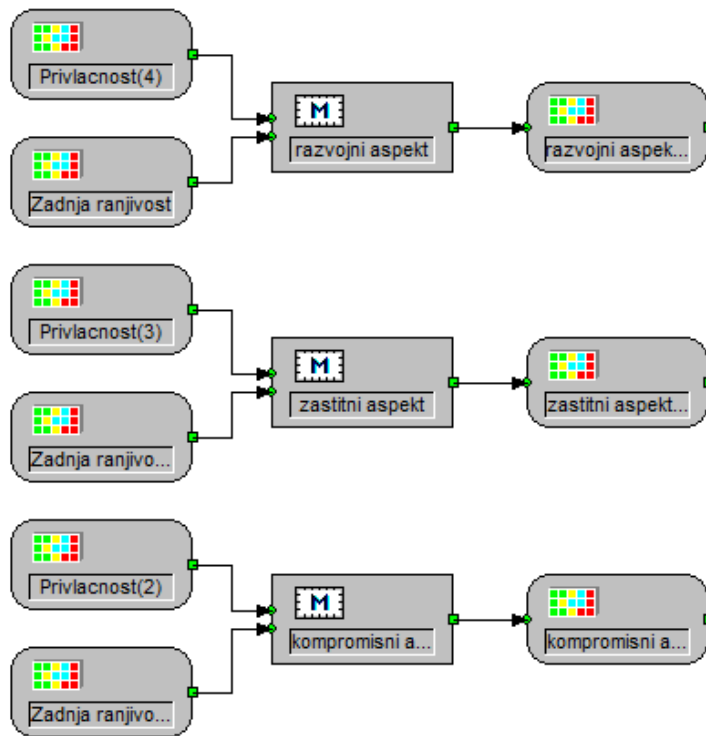 Privlacnost(4)
M
razvojni aspekt
razvojni aspek...
Zadnja ranjivost
Privlacnost(3)
M
zastitni aspekt
zastitni aspekt...
Zadnja ranjivo...
Privlacnost(2)
M
kompromisni a...
kompromisni a...
Zadnja ranjivo...